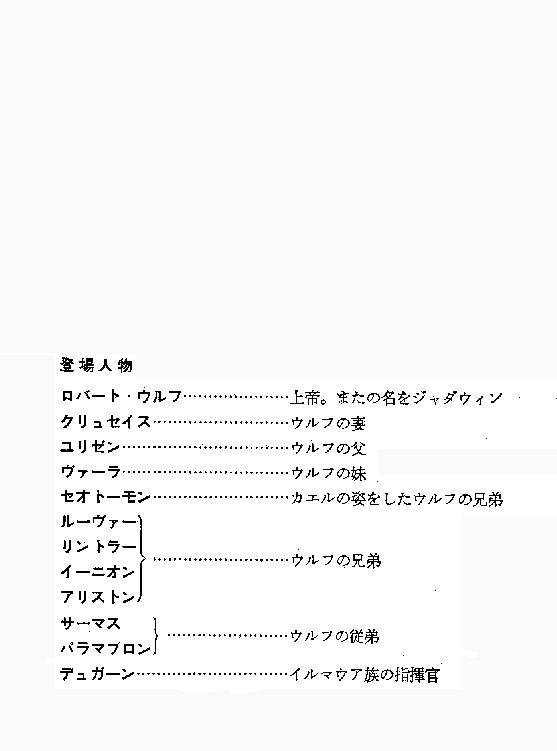 登場人物
ロバート・ウルフ……………………上帝。またの名をジャダウィン
クリュセイス……………………ウルフの妻
ユリゼン……………………ウルフの父
ヴァーラ……………………ウルフの妹
セオトーモン……………………カエルの姿をしたウルフの兄弟
ルーヴァー
リントラー
イーニオン
アリストン
……………………ウルフの兄弟
サーマス
パラマブロン
……………………ウルフの従弟
デュガーン……………………イルマウア族の指揮官